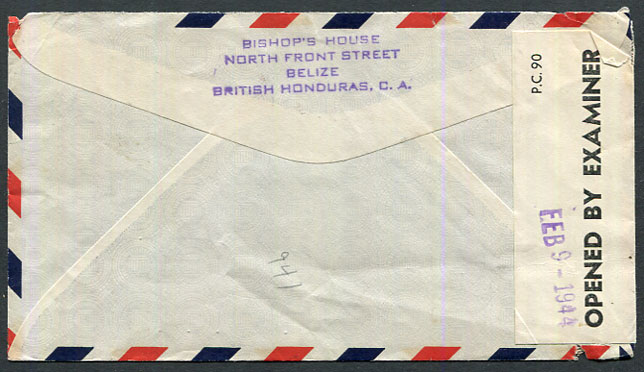 BISHOP'S HOUSE
NORTH FRONT STREET
BELIZE
BRITISH HONDURAS, C. A.
P.C. 90
OPENED BY EXAMINER
FEB 9 - 1944